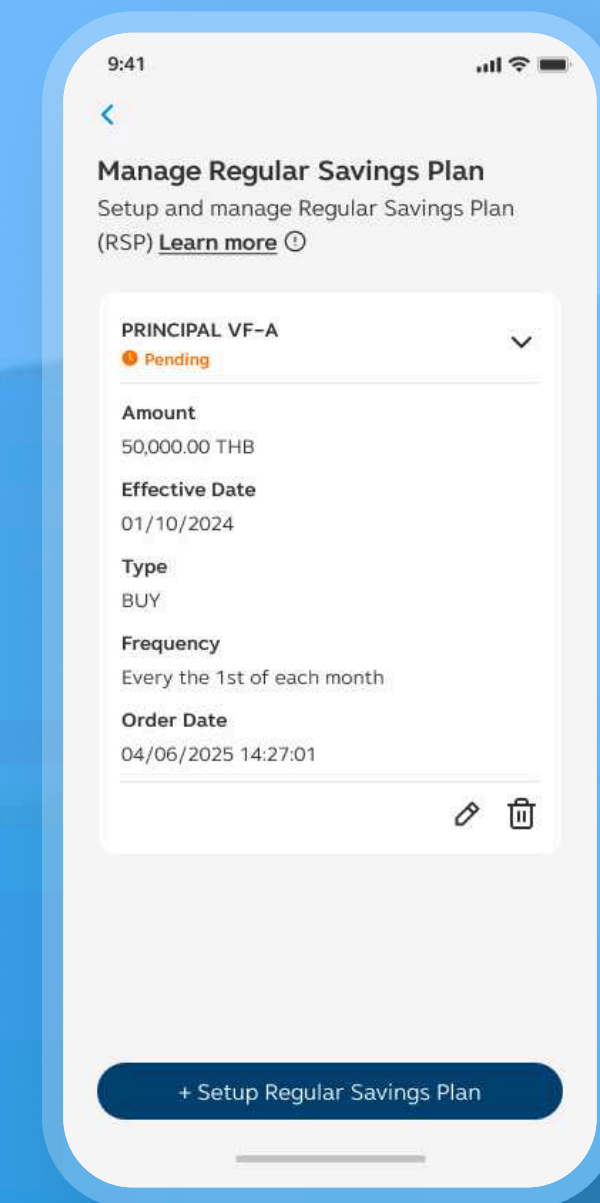 9:41
Manage Regular Savings Plan
Setup and manage Regular Savings Plan
(RSP) Learn more
PRINCIPAL VF-A
Pending
Amount
50,000.00 THB
Effective Date
01/10/2024
Type
BUY
Frequency
Every the 1st of each month
Order Date
04/06/2025 14:27:01
+ Setup Regular Savings Plan